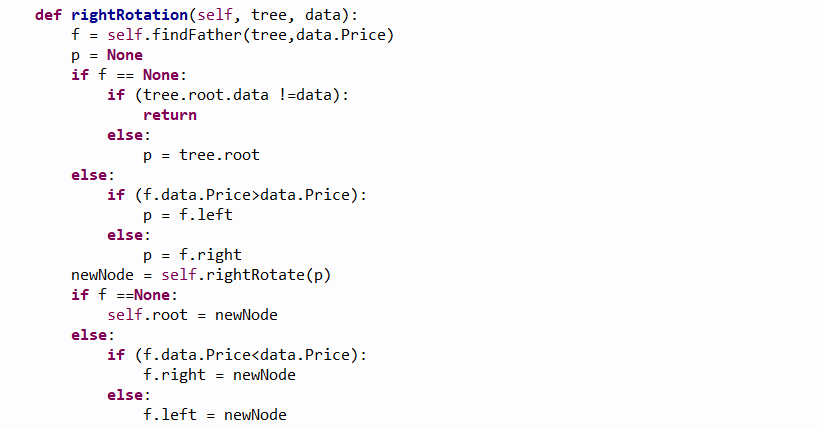 def rightRotation(self, tree, data):
    f = self.findFather(tree,data.Price)
    p = None
    if f == None:
        if (tree.root.data !=data):
            return
        else:
            p = tree.root
    else:
        if (f.data.Price>data.Price):
            p = f.left
        else:
            p = f.right
    newNode = self.rightRotate(p)
    if f ==None:
        self.root = newNode
    else:
        if (f.data.Price<data.Price):
            f.right = newNode
        else:
            f.left = newNode